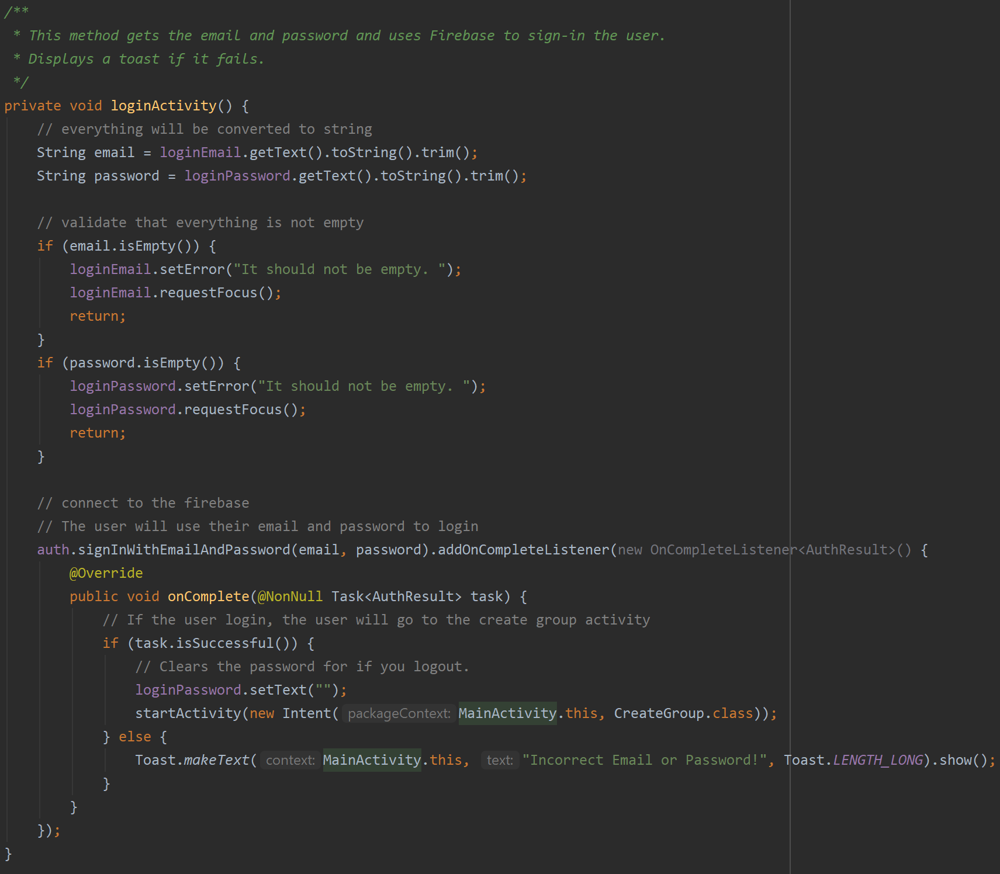 /**
 * This method gets the email and password and uses Firebase to sign-in the user.
 * Displays a toast if it fails.
 */
private void loginActivity() {
    // everything will be converted to string
    String email = loginEmail.getText().toString().trim();
    String password = loginPassword.getText().toString().trim();

    // validate that everything is not empty
    if (email.isEmpty()) {
        loginEmail.setError("It should not be empty. ");
        loginEmail.requestFocus();
        return;
    }
    if (password.isEmpty()) {
        loginPassword.setError("It should not be empty. ");
        loginPassword.requestFocus();
        return;
    }

    // connect to the firebase
    // The user will use their email and password to login
    auth.signInWithEmailAndPassword(email, password).addOnCompleteListener(new OnCompleteListener<AuthResult>() {
        @Override
        public void onComplete(@NonNull Task<AuthResult> task) {
            // If the user login, the user will go to the create group activity
            if (task.isSuccessful()) {
                // Clears the password for if you logout.
                loginPassword.setText("");
                startActivity(new Intent( packageContext: MainActivity.this, CreateGroup.class));
            } else {
                Toast.makeText( context: MainActivity.this, text: "Incorrect Email or Password!", Toast.LENGTH_LONG).show();
            }
        }
    });
}